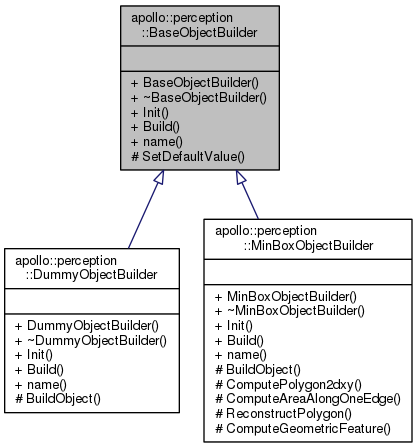 apollo::perception
::BaseObjectBuilder
+ BaseObjectBuilder()
+ ~BaseObjectBuilder()
+ Init()
+ Build()
+ name()
# SetDefaultValue()
apollo::perception
::DummyObjectBuilder
+ DummyObjectBuilder()
+ ~DummyObjectBuilder()
+ Init()
+ Build()
+ name()
# BuildObject()
apollo::perception
::MinBoxObjectBuilder
+ MinBoxObjectBuilder()
+ ~MinBoxObjectBuilder()
+ Init()
+ Build()
+ name()
# BuildObject()
# ComputePolygon2dxy()
# ComputeAreaAlongOneEdge()
# ReconstructPolygon()
# ComputeGeometricFeature()